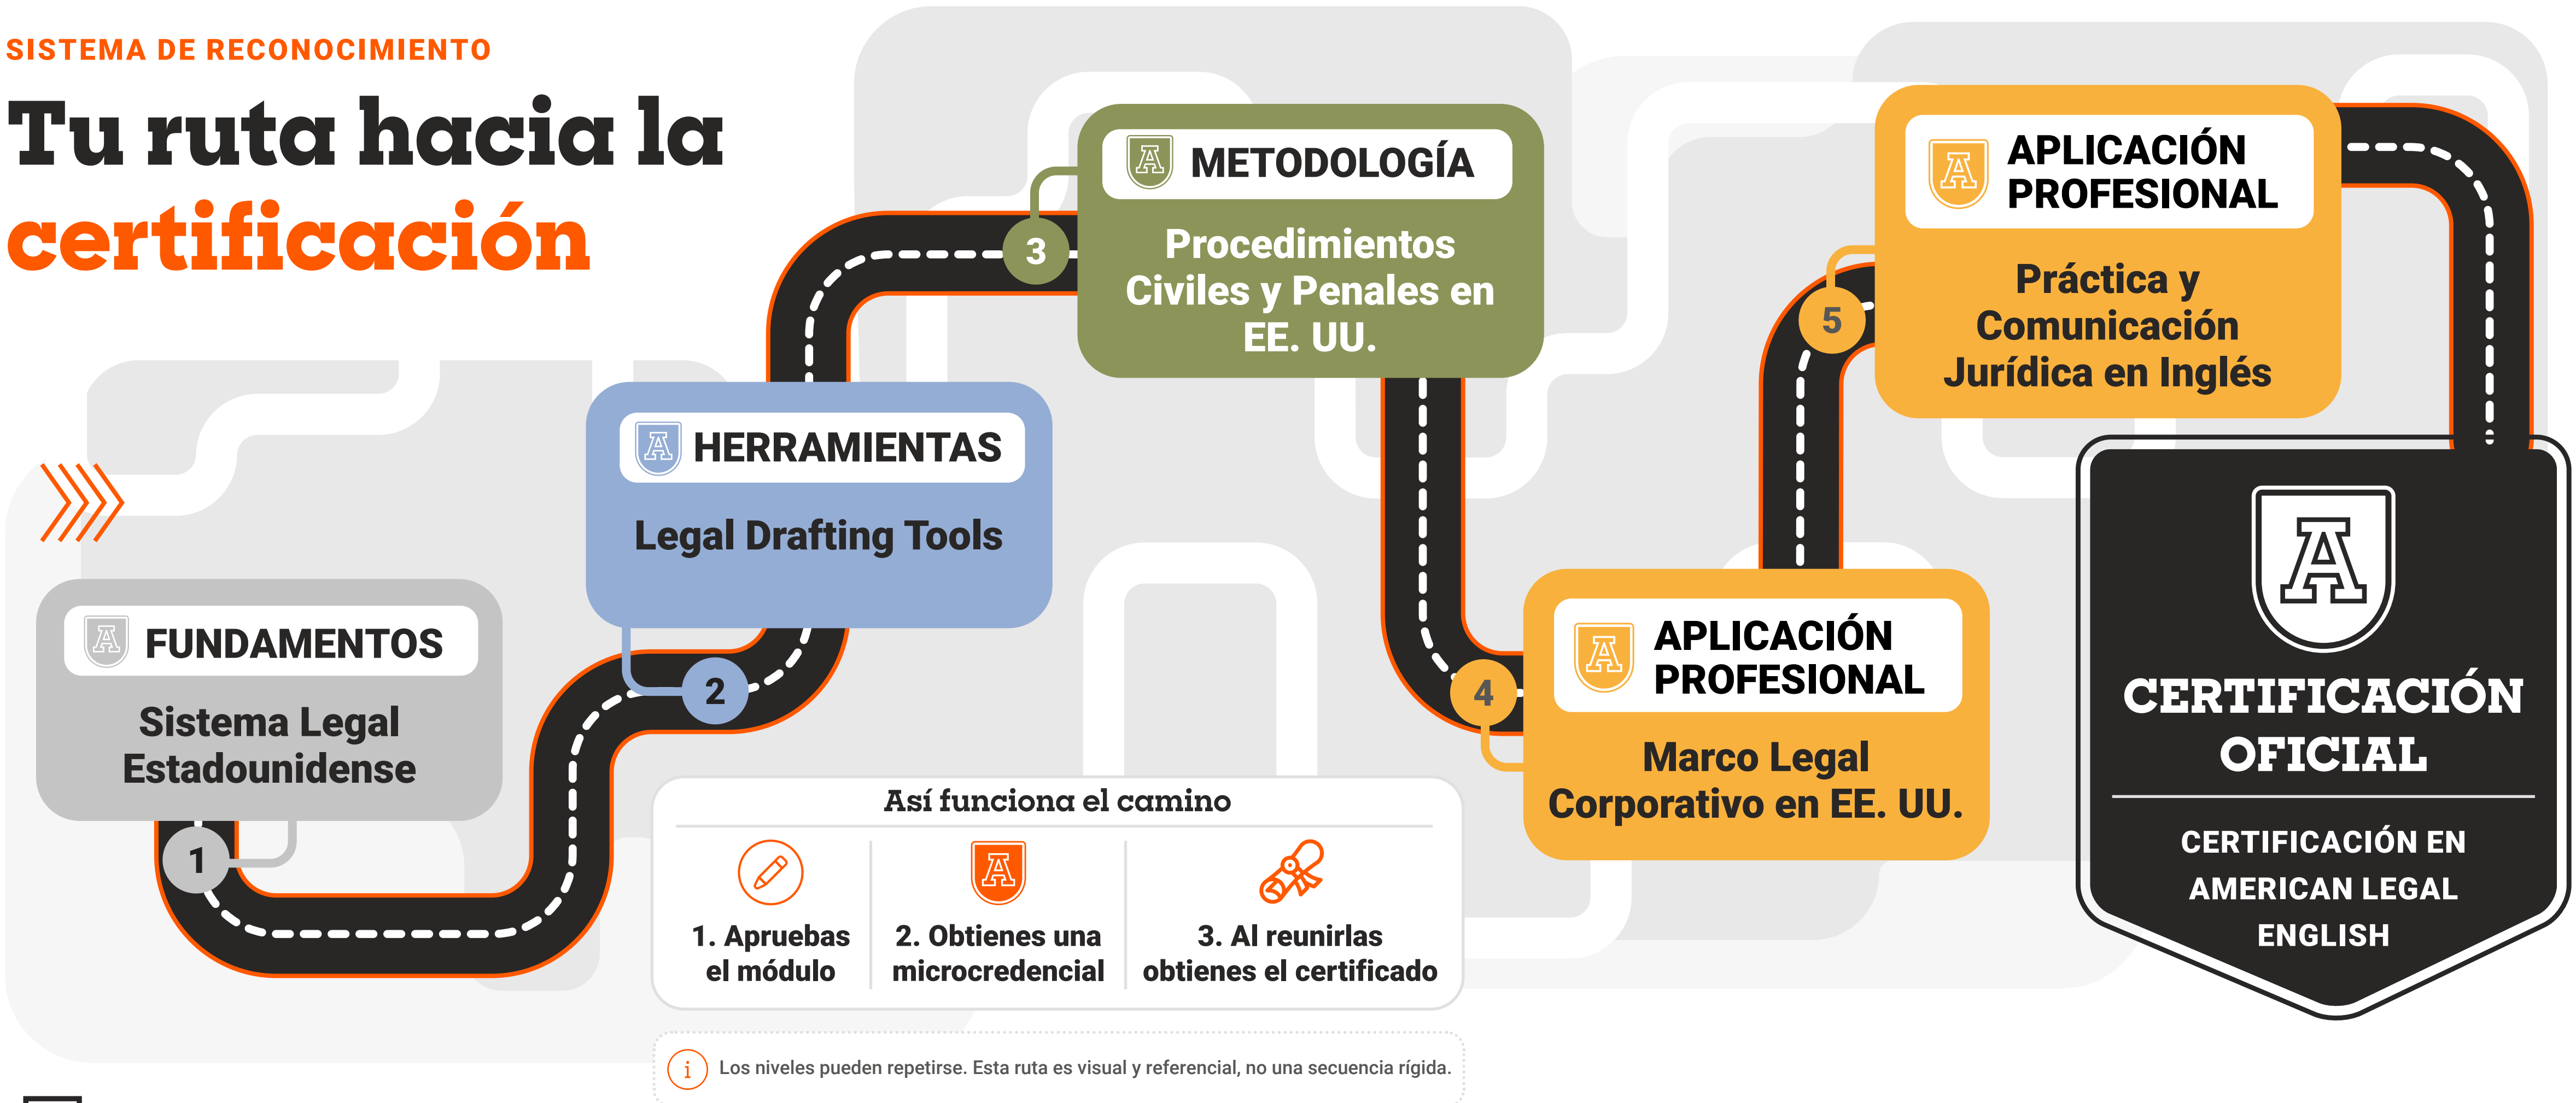 SISTEMA DE RECONOCIMIENTO
Tu ruta hacia la
certificación
A FUNDAMENTOS
Sistema Legal
Estadounidense
1
A HERRAMIENTAS
Legal Drafting Tools
2
A METODOLOGÍA
Procedimientos
Civiles y Penales en
EE. UU.
3
A APLICACIÓN
PROFESIONAL
Marco Legal
Corporativo en EE. UU.
4
A APLICACIÓN
PROFESIONAL
Práctica y
Comunicación
Jurídica en Inglés
5
A
CERTIFICACIÓN
OFICIAL
CERTIFICACIÓN EN
AMERICAN LEGAL
ENGLISH
Así funciona el camino
1. Apruebas
el módulo
A
2. Obtienes una
microcredencial
3. Al reunirlas
obtienes el certificado
i Los niveles pueden repetirse. Esta ruta es visual y referencial, no una secuencia rígida.